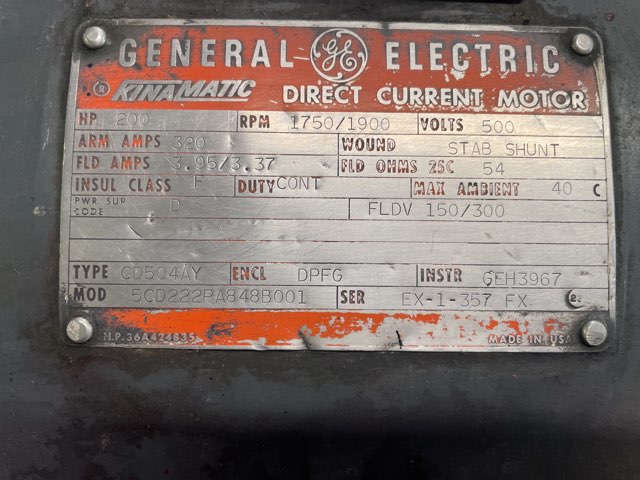 GENERAL GE ELECTRIC
® KINAMATIC DIRECT CURRENT MOTOR
HP 200 RPM 1750/1900 VOLTS 500
ARM AMPS 320 WOUND STAB SHUNT
FLD AMPS 3.95/3.37 FLD OHMS 25C 54
INSUL CLASS F DUTY CONT MAX AMBIENT 40 C
PWR SUP CODE D FLDV 150/300
TYPE CD504AY ENCL DPFG INSTR GEH3967
MOD 5CD222PA848B001 SER EX-1-357 FX
N.P. 36A424835 MADE IN USA